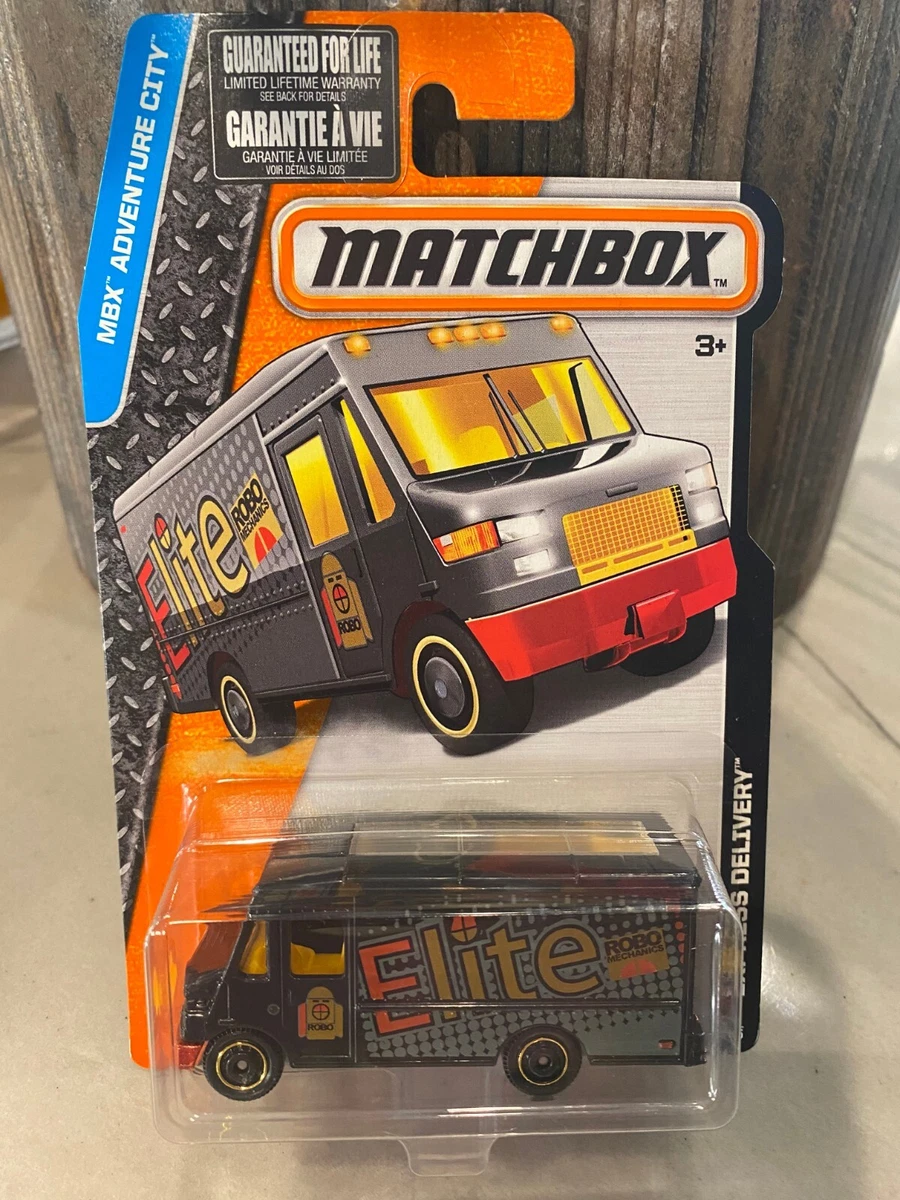 GUARANTEED FOR LIFE
LIMITED LIFETIME WARRANTY
SEE BACK FOR DETAILS
GARANTIE À VIE
GARANTIE À VIE LIMITÉE
VOIR DÉTAILS AU DOS
MBX™ ADVENTURE CITY™
MATCHBOX™
3+
Elite
ROBO
MECHANICS
ROBO
EXPRESS DELIVERY™
Elite
ROBO
MECHANICS
ROBO